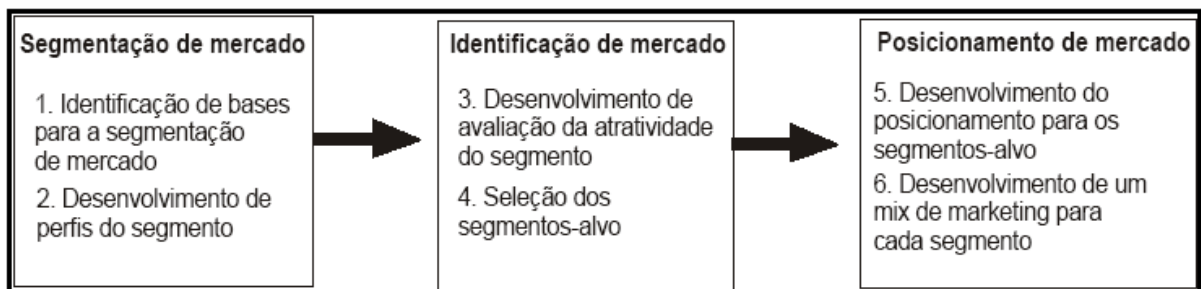 Segmentação de mercado
1. Identificação de bases
para a segmentação
de mercado
2. Desenvolvimento de
perfis do segmento
Identificação de mercado
3. Desenvolvimento de
avaliação da atratividade
do segmento
4. Seleção dos
segmentos-alvo
Posicionamento de mercado
5. Desenvolvimento do
posicionamento para os
segmentos-alvo
6. Desenvolvimento de um
mix de marketing para
cada segmento